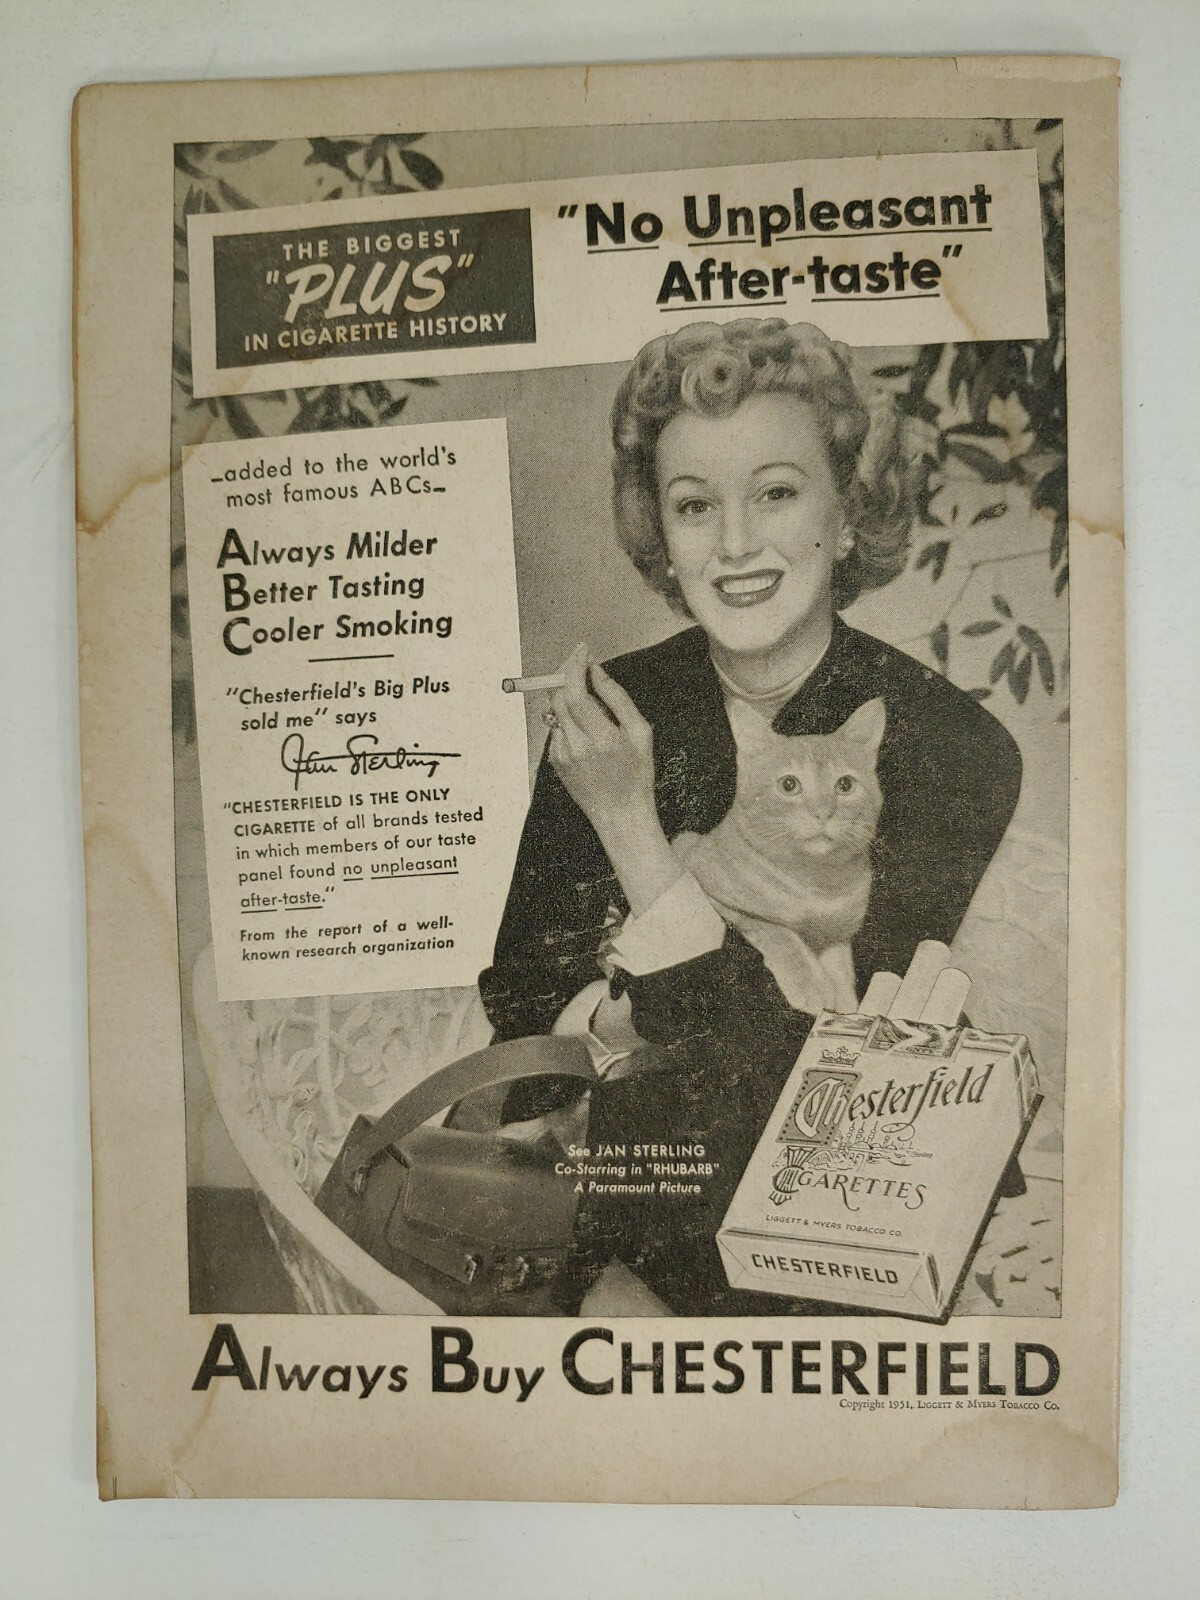 THE BIGGEST
"PLUS"
IN CIGARETTE HISTORY
"No Unpleasant
After-taste"
–added to the world's
most famous ABCs–
Always Milder
Better Tasting
Cooler Smoking
"Chesterfield's Big Plus
sold me" says
Jan Sterling
"CHESTERFIELD IS THE ONLY
CIGARETTE of all brands tested
in which members of our taste
panel found no unpleasant
after-taste."
From the report of a well-
known research organization
See JAN STERLING
Co-Starring in "RHUBARB"
A Paramount Picture
Chesterfield
CIGARETTES
LIGGETT & MYERS TOBACCO CO.
CHESTERFIELD
Always Buy CHESTERFIELD
Copyright 1951, LIGGETT & MYERS TOBACCO CO.